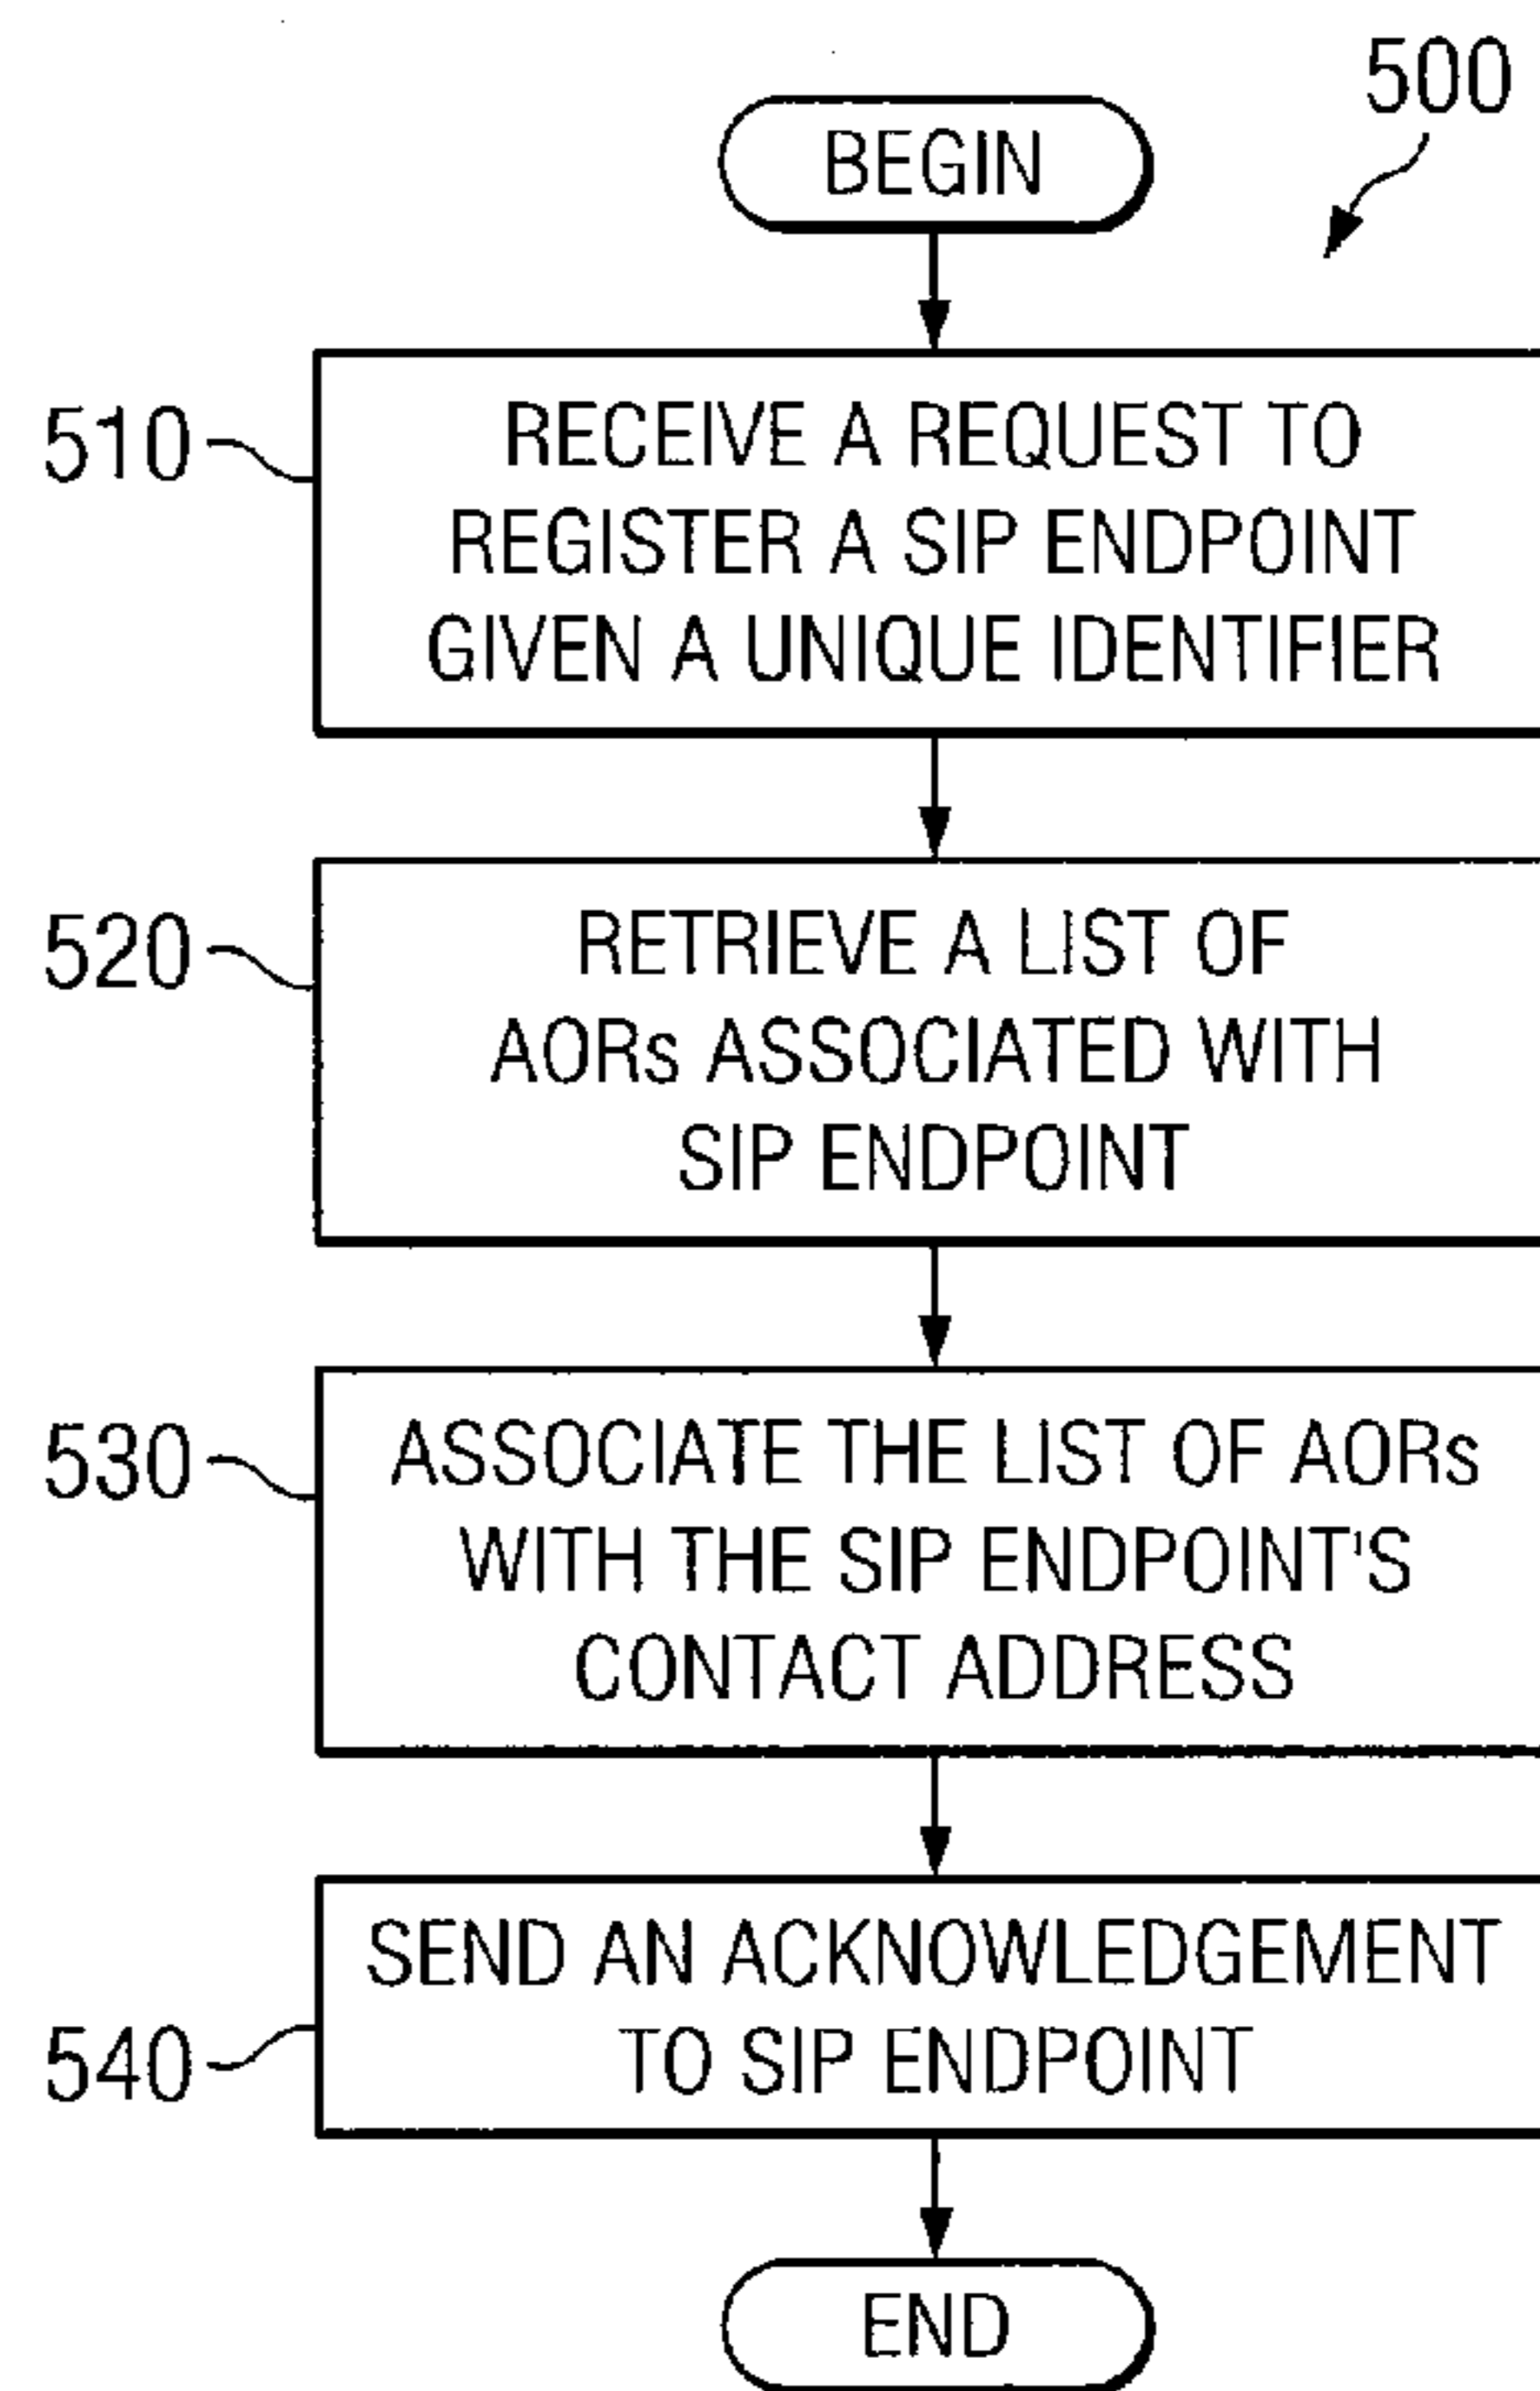 500
BEGIN
510
RECEIVE A REQUEST TO
REGISTER A SIP ENDPOINT
GIVEN A UNIQUE IDENTIFIER
520
RETRIEVE A LIST OF
AORs ASSOCIATED WITH
SIP ENDPOINT
530
ASSOCIATE THE LIST OF AORs
WITH THE SIP ENDPOINT'S
CONTACT ADDRESS
SEND AN ACKNOWLEDGEMENT
TO SIP ENDPOINT
540
END